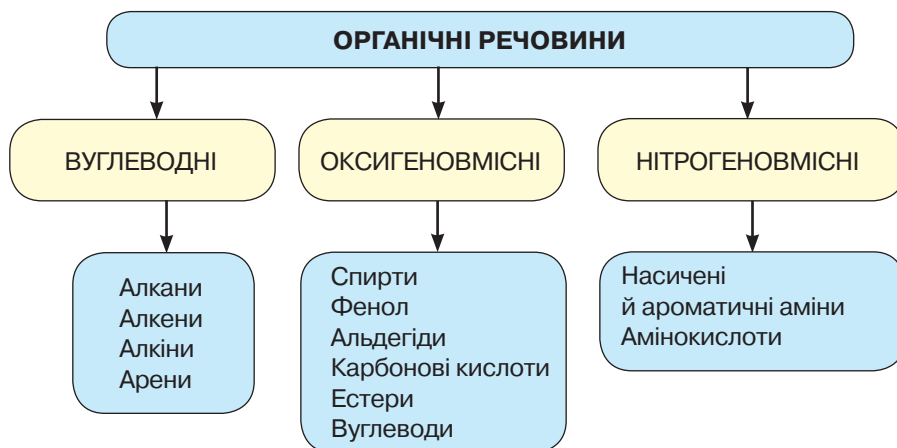 ОРГАНІЧНІ РЕЧОВИНИ
ВУГЛЕВОДНІ
ОКСИГЕНОВМІСНІ
НІТРОГЕНОВМІСНІ
Алкани
Алкени
Алкіни
Арени
Спирти
Фенол
Альдегіди
Карбонові кислоти
Естери
Вуглеводи
Насичені
й ароматичні аміни
Амінокислоти